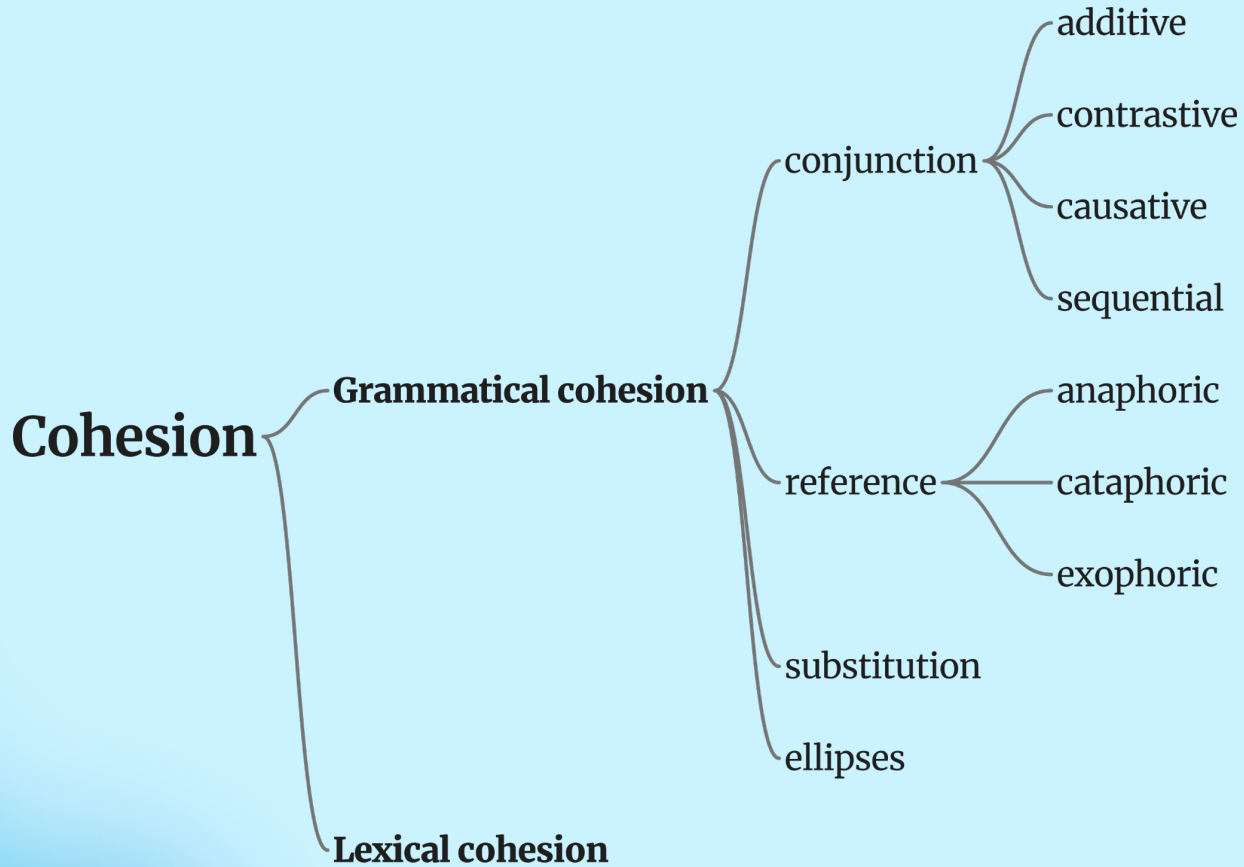 additive
contrastive
conjunction
causative
sequential
Grammatical cohesion
anaphoric
Cohesion
reference
cataphoric
exophoric
substitution
ellipses
Lexical cohesion